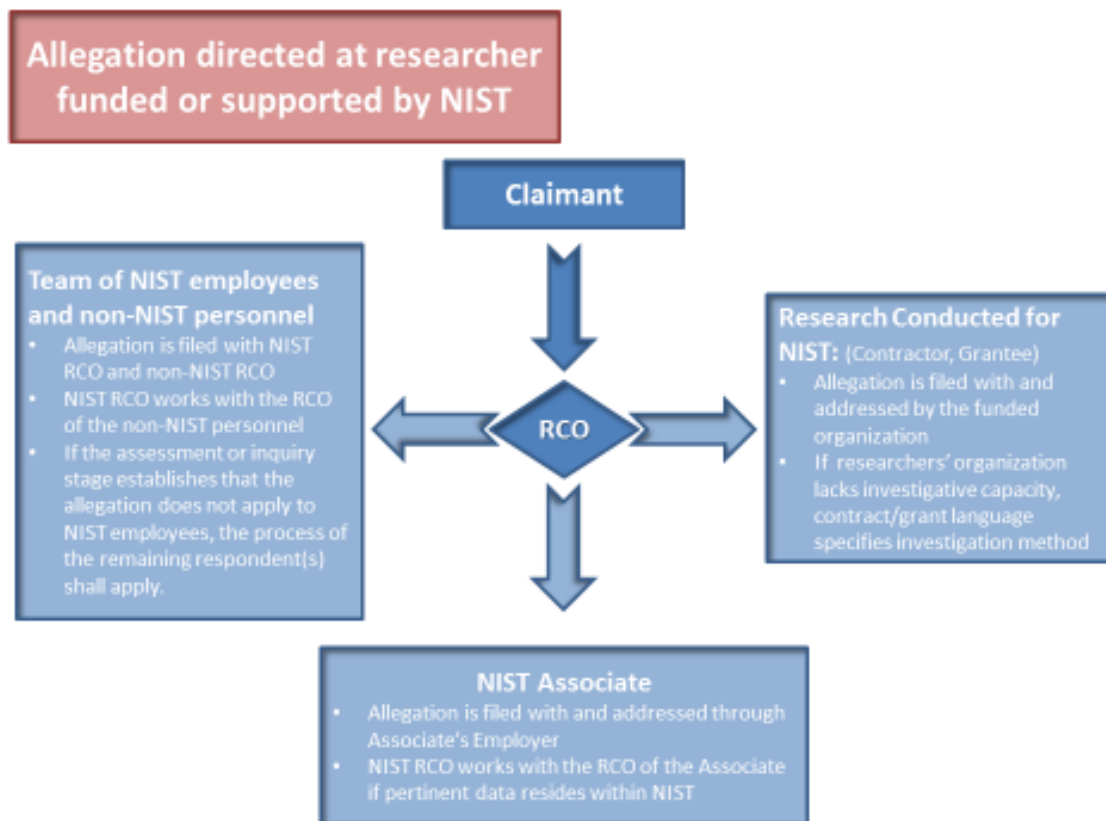 Allegation directed at researcher
funded or supported by NIST
Claimant
Team of NIST employees
and non-NIST personnel
• Allegation is filed with NIST
RCO and non-NIST RCO
• NIST RCO works with the RCO
of the non-NIST personnel
• If the assessment or inquiry
stage establishes that the
allegation does not apply to
NIST employees, the process of
the remaining respondent(s)
shall apply.
RCO
Research Conducted for
NIST: (Contractor, Grantee)
• Allegation is filed with and
addressed by the funded
organization
• If researchers' organization
lacks investigative capacity,
contract/grant language
specifies investigation method
NIST Associate
• Allegation is filed with and addressed through
Associate's Employer
• NIST RCO works with the RCO of the Associate
if pertinent data resides within NIST